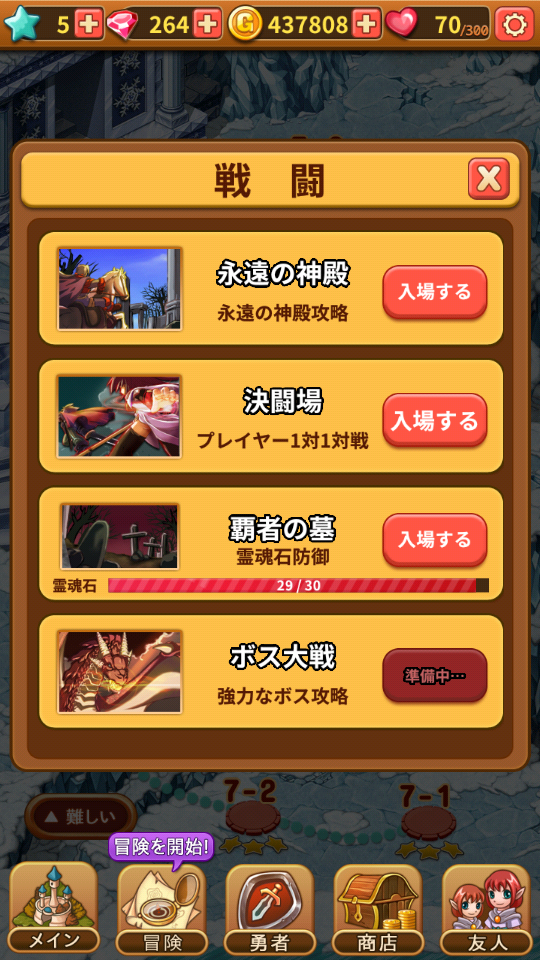 5
264
G
437808
70/300
戦 闘
X
永遠の神殿
永遠の神殿攻略
入場する
決闘場
プレイヤー1対1対戦
入場する
覇者の墓
霊魂石防御
入場する
霊魂石
29 / 30
ボス大戦
強力なボス攻略
準備中…
7-2
7-1
▲ 難しい
冒険を開始!
メイン
冒険
勇者
商店
友人